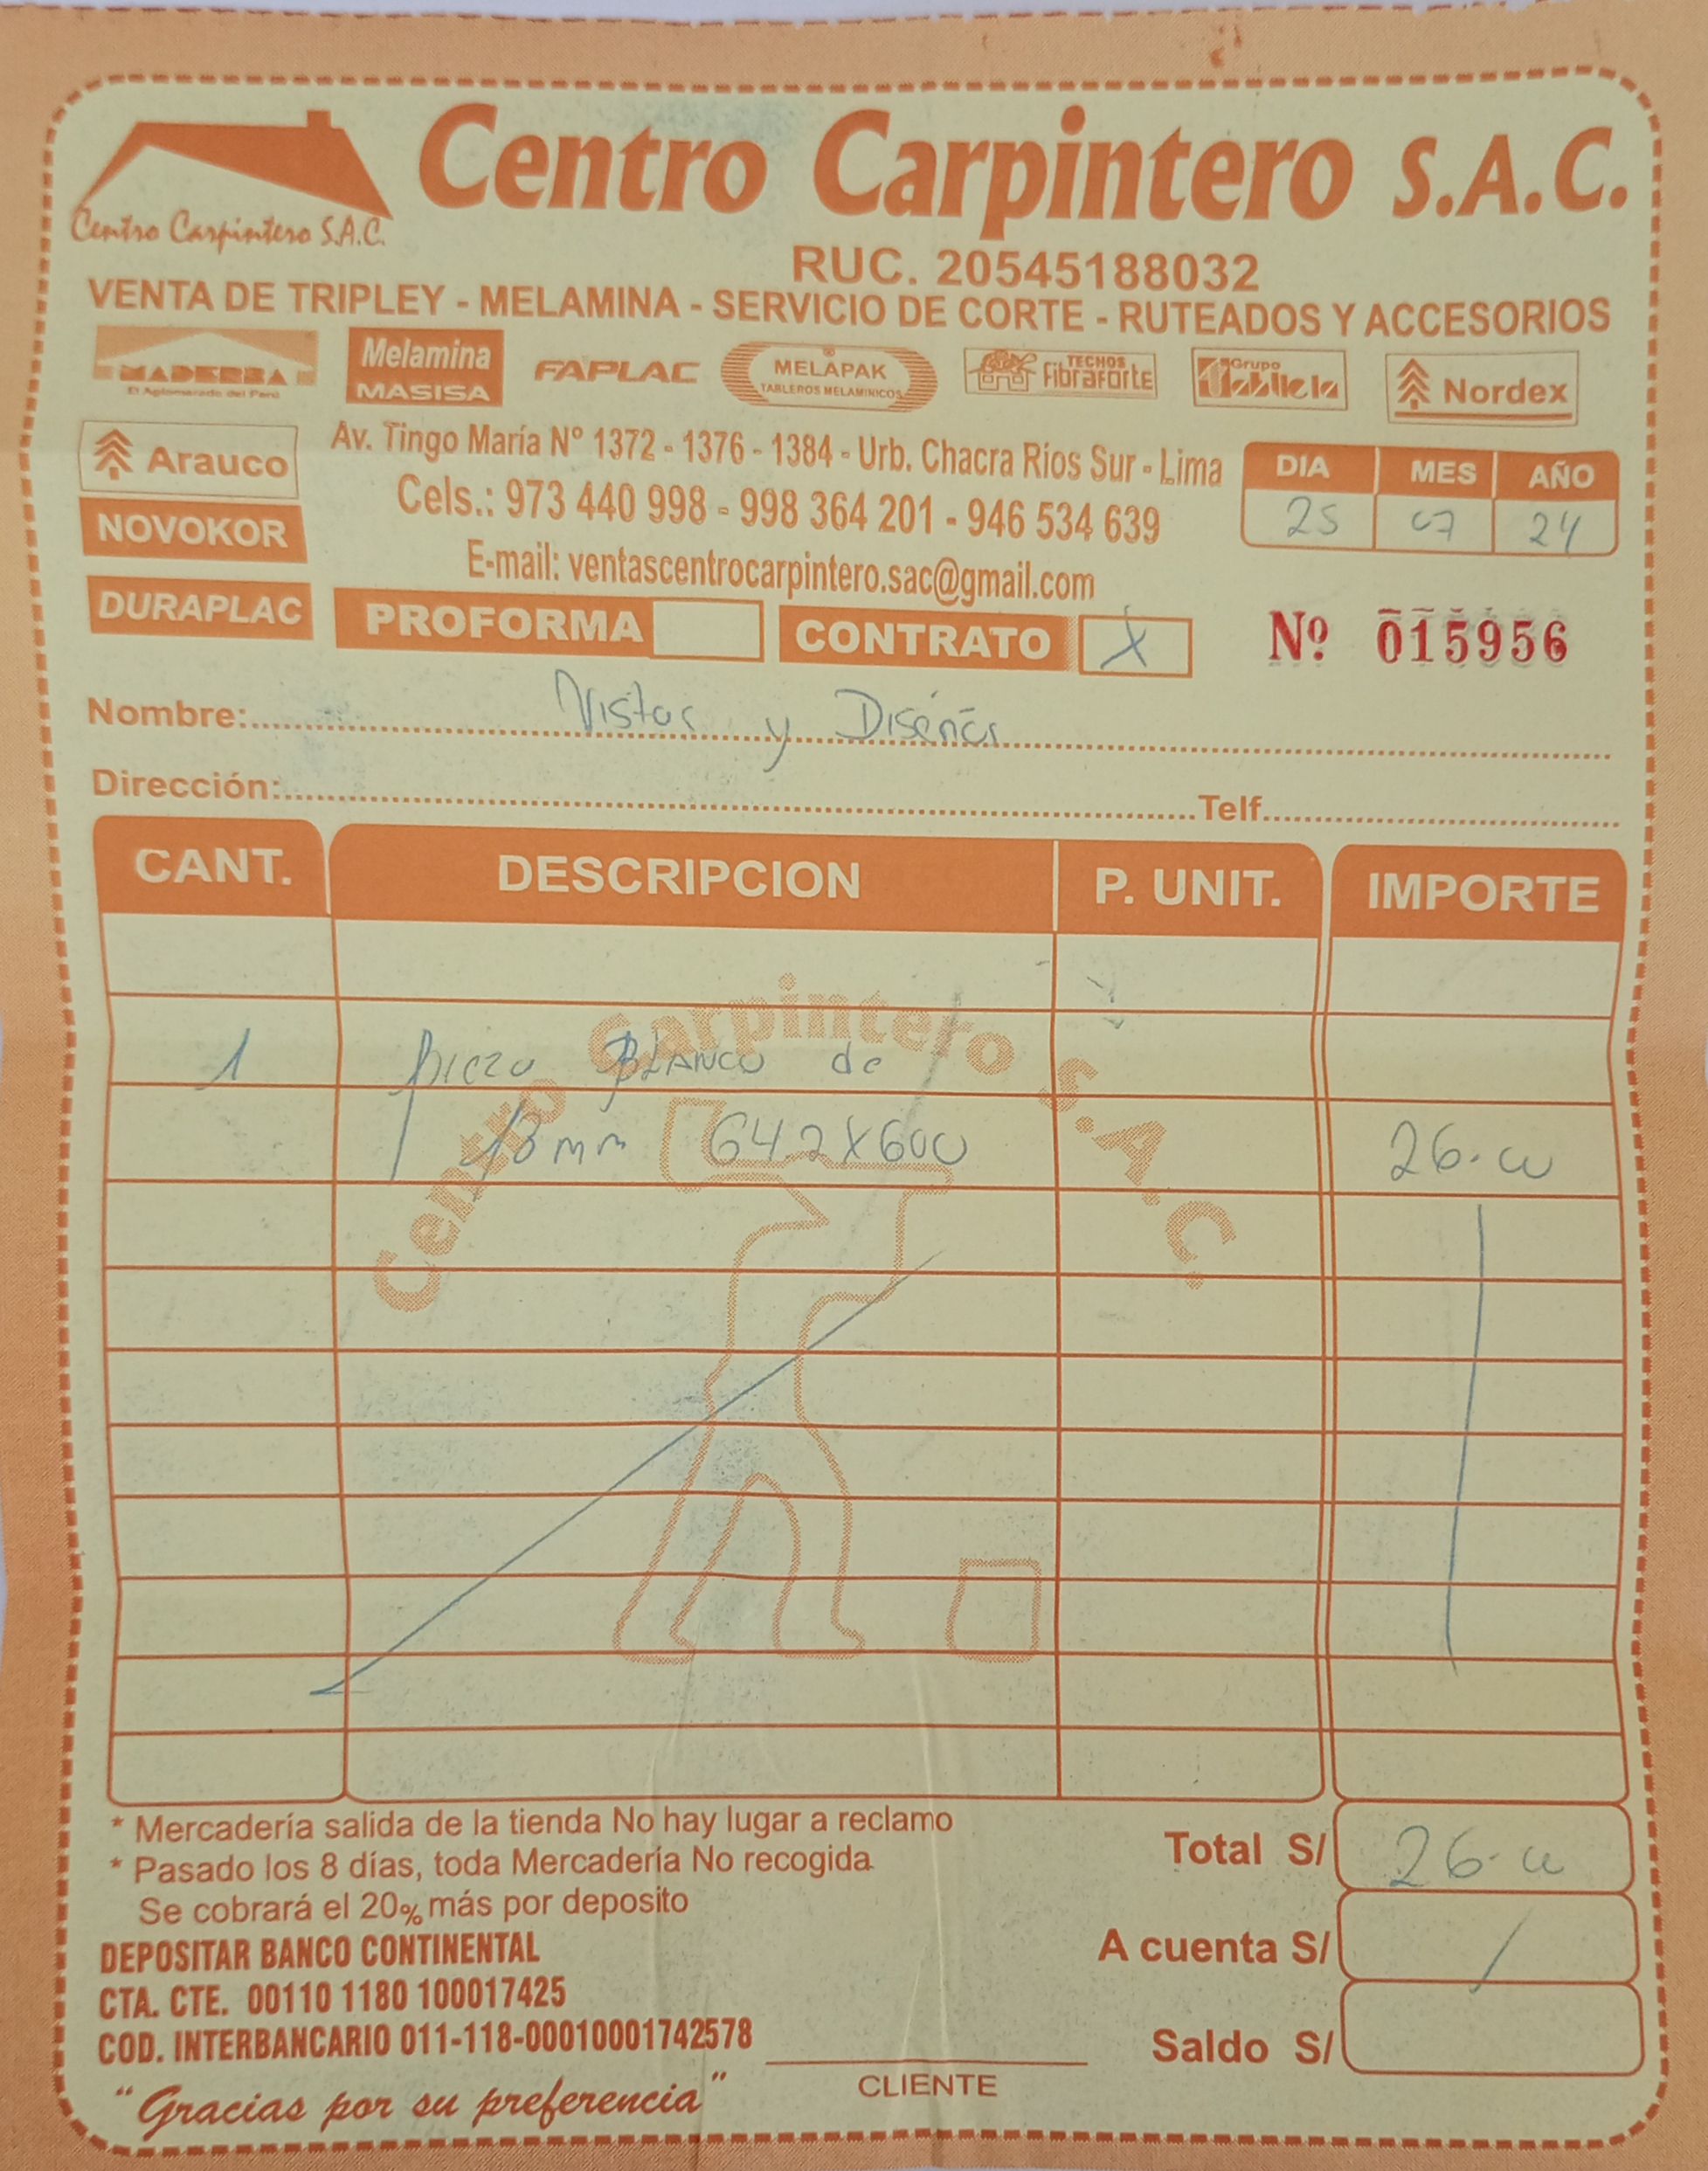 Centro Carpintero S.A.C.
Centro Carpintero S.A.C.
RUC. 20545188032
VENTA DE TRIPLEY - MELAMINA - SERVICIO DE CORTE - RUTEADOS Y ACCESORIOS
MADERBA
El Aglomerado del Perú
Melamina
MASISA
FAPLAC
MELAPAK
TABLEROS MELAMINICOS
TECHOS
FIBRAFORTE
Grupo
Nordex
Arauco
NOVOKOR
DURAPLAC
Av. Tingo María Nº 1372 - 1376 - 1384 - Urb. Chacra Ríos Sur - Lima
Cels.: 973 440 998 - 998 364 201 - 946 534 639
E-mail: ventascentrocarpintero.sac@gmail.com
DIA MES AÑO
25 07 24
PROFORMA CONTRATO X
Nº 015956
Nombre: Vistas y Diseños
Dirección: Telf.
CANT. DESCRIPCION P. UNIT. IMPORTE
1 pieza Blanco de
18mm 642x600 26.00
Centro Carpintero S.A.C.
* Mercadería salida de la tienda No hay lugar a reclamo
* Pasado los 8 días, toda Mercadería No recogida
Se cobrará el 20% más por deposito
Total S/ 26.00
A cuenta S/
Saldo S/
DEPOSITAR BANCO CONTINENTAL
CTA. CTE. 00110 1180 100017425
COD. INTERBANCARIO 011-118-00010001742578
CLIENTE
"Gracias por su preferencia"